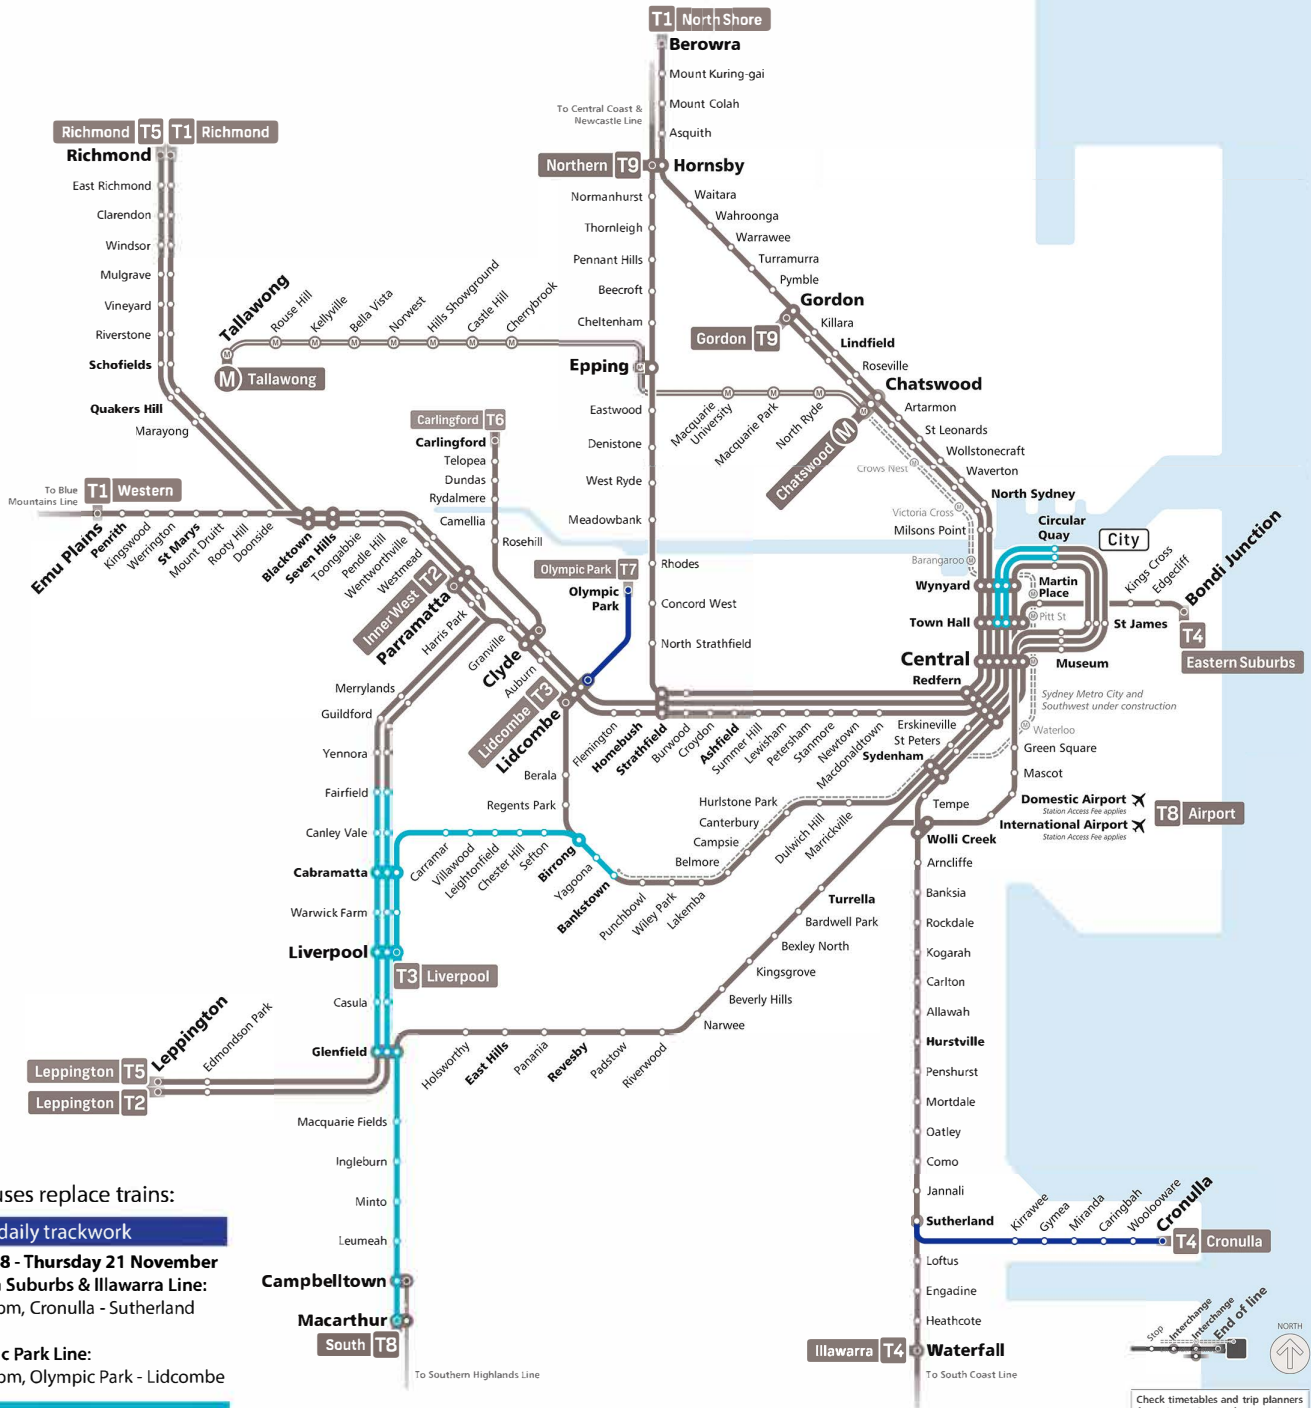 T1 North Shore
Berowra
Mount Kuring-gai
Mount Colah
Asquith
To Central Coast &
Newcastle Line
Northern T9
Hornsby
Richmond T5 T1 Richmond
Richmond
East Richmond
Clarendon
Windsor
Mulgrave
Vineyard
Riverstone
Schofields
Quakers Hill
Marayong
Normanhurst
Thornleigh
Pennant Hills
Beecroft
Cheltenham
Epping
Eastwood
Denistone
West Ryde
Meadowbank
Rhodes
Concord West
North Strathfield
Waitara
Wahroonga
Warrawee
Turramurra
Pymble
Gordon
Gordon T9
Killara
Lindfield
Roseville
Chatswood
Artarmon
St Leonards
Wollstonecraft
Waverton
North Sydney
Milsons Point
Tallawong
Rouse Hill
Kellyville
Bella Vista
Norwest
Hills Showground
Castle Hill
Cherrybrook
M Tallawong
Macquarie
University
Macquarie Park
North Ryde
Chatswood M
Crows Nest
Victoria Cross
Barangaroo
Carlingford T6
Carlingford
Telopea
Dundas
Rydalmere
Camellia
Rosehill
To Blue
Mountains Line
T1 Western
Emu Plains
Penrith
Kingswood
Werrington
St Marys
Mount Druitt
Rooty Hill
Doonside
Blacktown
Seven Hills
Toongabbie
Pendle Hill
Wentworthville
Westmead
Inner West T2
Parramatta
Harris Park
Granville
Clyde
Auburn
Lidcombe T3
Lidcombe
Olympic Park T7
Olympic
Park
Circular
Quay
City
Wynyard
Martin
Place
Town Hall
Pitt St
St James
Kings Cross
Edgecliff
Bondi Junction
T4
Eastern Suburbs
Central
Museum
Redfern
Sydney Metro City and
Southwest under construction
Waterloo
Flemington
Homebush
Strathfield
Burwood
Croydon
Ashfield
Summer Hill
Lewisham
Petersham
Stanmore
Newtown
Macdonaldtown
Erskineville
St Peters
Sydenham
Green Square
Mascot
Domestic Airport
Station Access Fee applies
International Airport
Station Access Fee applies
T8 Airport
Tempe
Wolli Creek
Arncliffe
Banksia
Rockdale
Kogarah
Carlton
Allawah
Hurstville
Penshurst
Mortdale
Oatley
Como
Jannali
Sutherland
Kirrawee
Gymea
Miranda
Caringbah
Woolooware
Cronulla
T4 Cronulla
Loftus
Engadine
Heathcote
Illawarra T4
Waterfall
To South Coast Line
Merrylands
Guildford
Yennora
Fairfield
Canley Vale
Cabramatta
Warwick Farm
Liverpool
T3 Liverpool
Casula
Glenfield
Berala
Regents Park
Carramar
Villawood
Leightonfield
Chester Hill
Sefton
Birrong
Yagoona
Bankstown
Punchbowl
Wiley Park
Lakemba
Belmore
Campsie
Canterbury
Hurlstone Park
Dulwich Hill
Marrickville
Turrella
Bardwell Park
Bexley North
Kingsgrove
Beverly Hills
Narwee
Riverwood
Padstow
Revesby
Panania
East Hills
Holsworthy
Leppington
Edmondson Park
Leppington T5
Leppington T2
Macquarie Fields
Ingleburn
Minto
Leumeah
Campbelltown
Macarthur
South T8
To Southern Highlands Line
uses replace trains:
daily trackwork
8 - Thursday 21 November
Suburbs & Illawarra Line:
pm, Cronulla - Sutherland
c Park Line:
pm, Olympic Park - Lidcombe
Stop
Interchange
Interchange
End of line
NORTH
Check timetables and trip planners